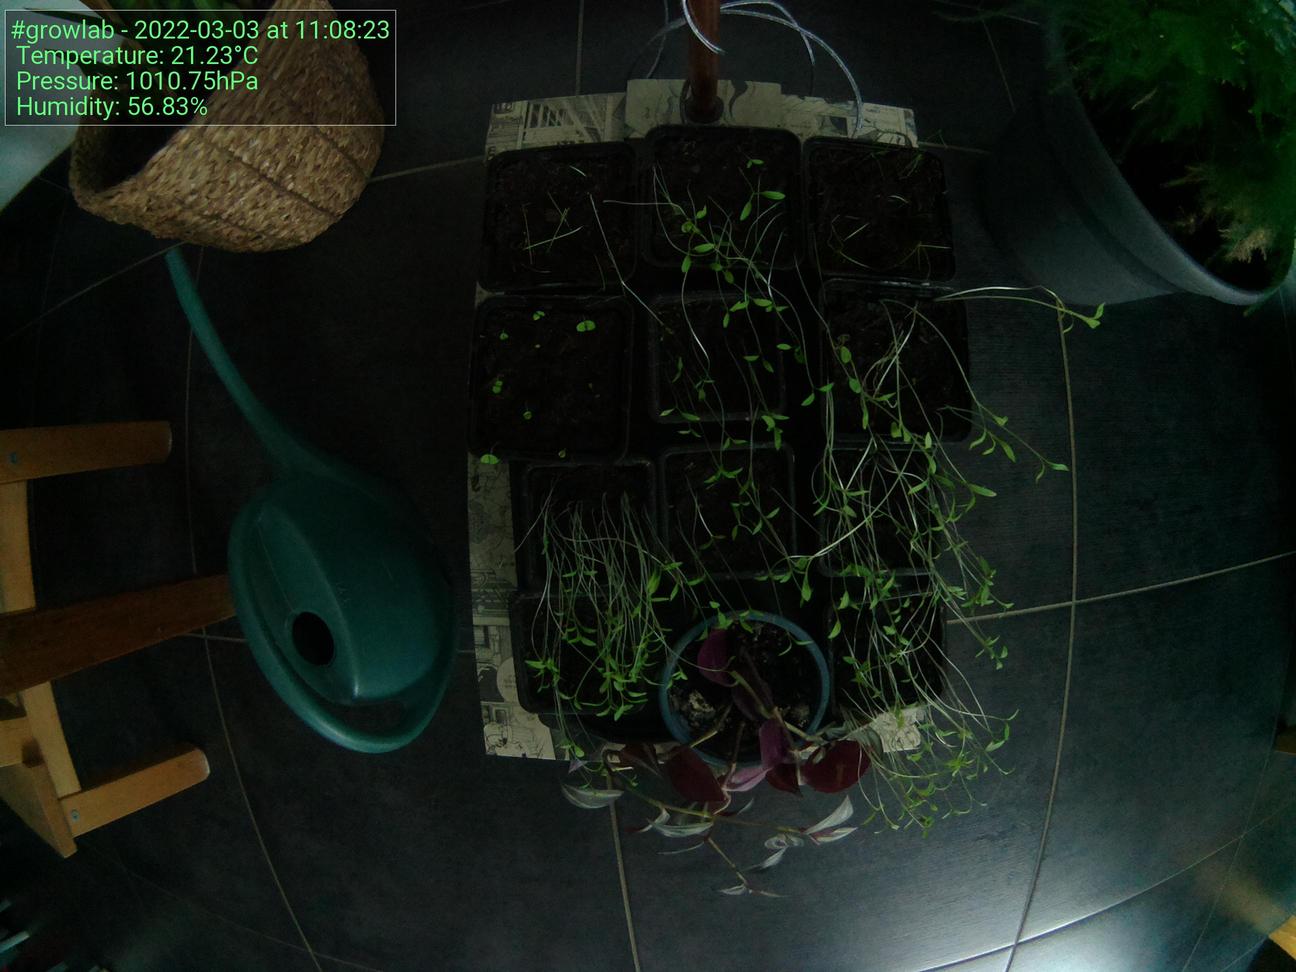 #growlab - 2022-03-03 at 11:08:23
Temperature: 21.23°C
Pressure: 1010.75hPa
Humidity: 56.83%